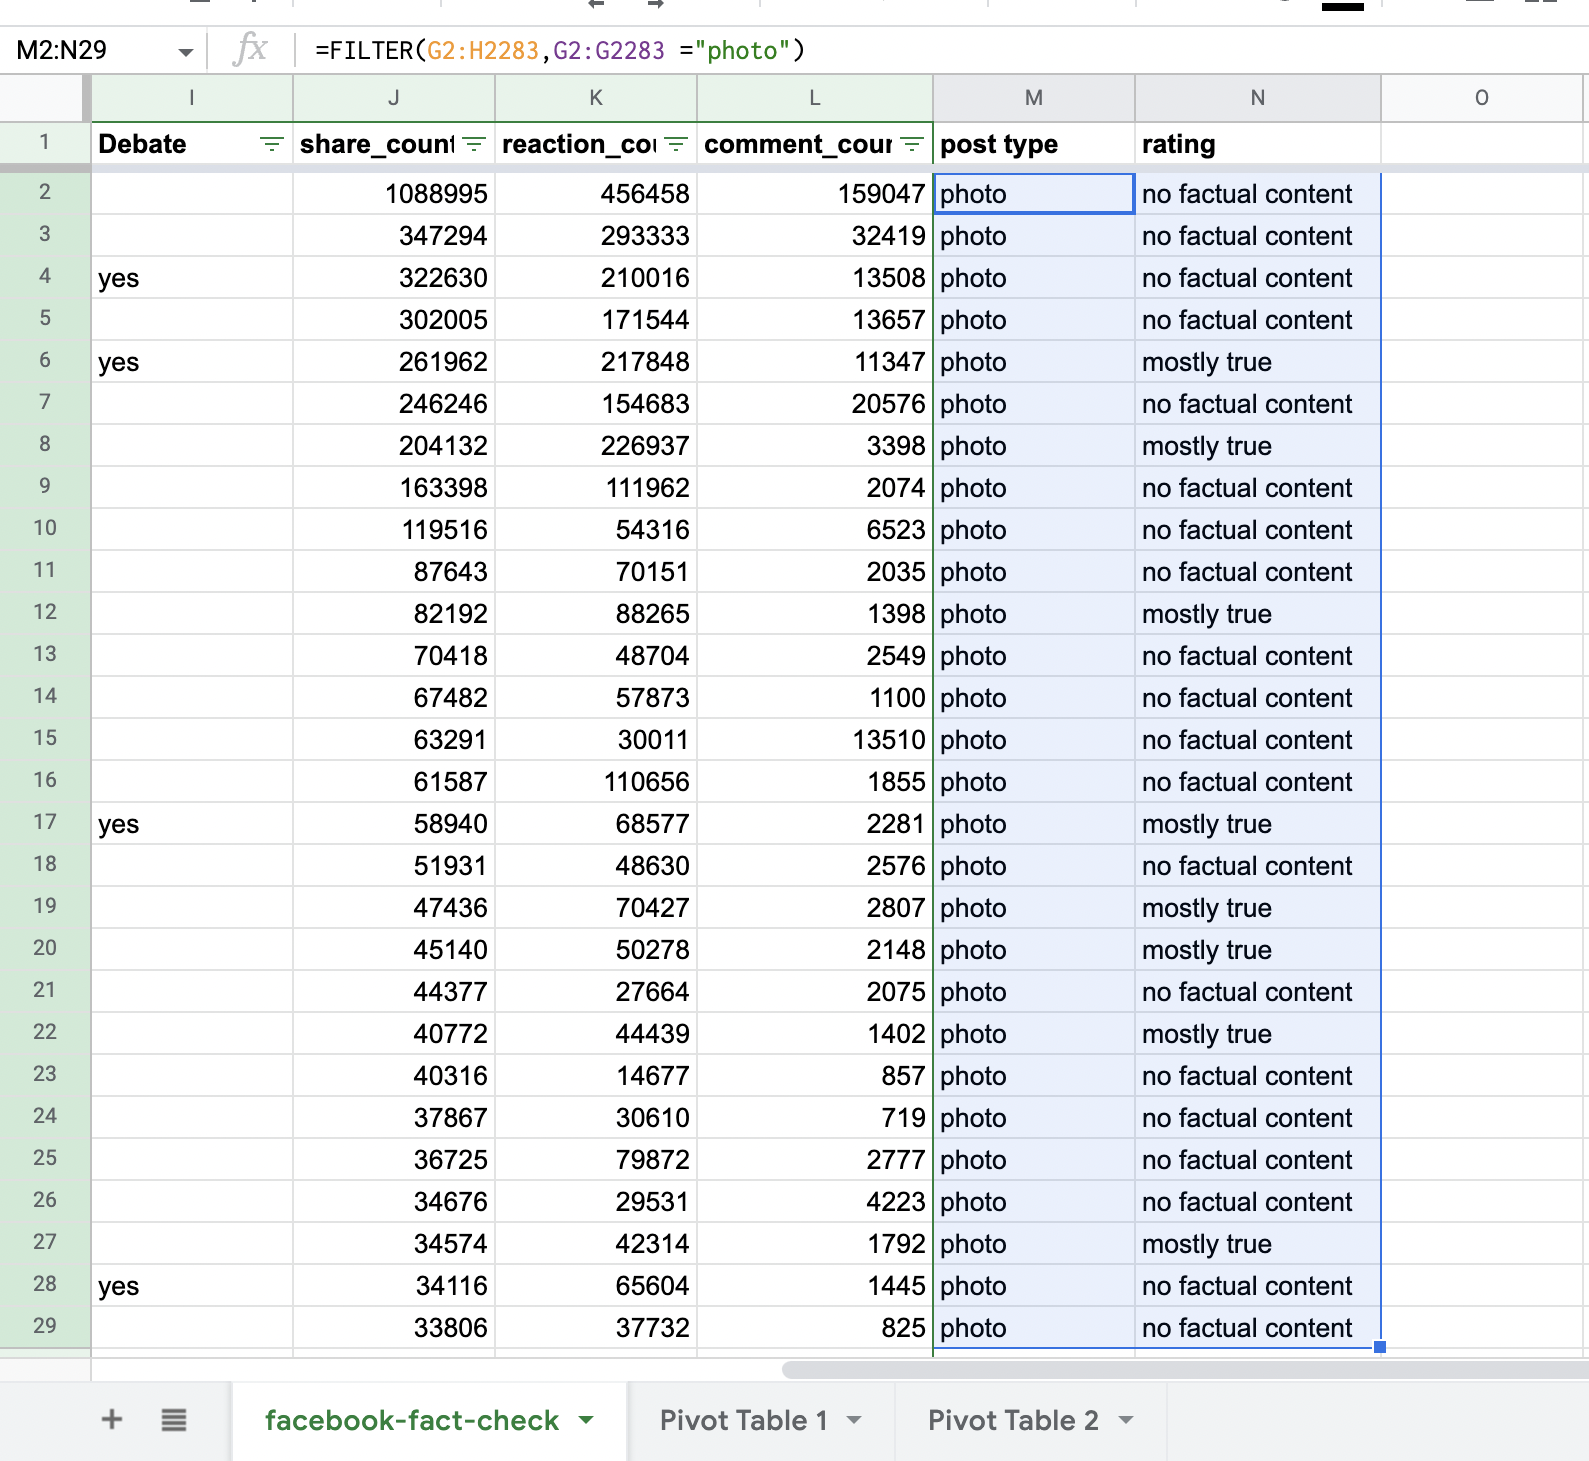 M2:N29 fx =FILTER(G2:H2283,G2:G2283 ="photo")
I J K L M N O
1 Debate share_count reaction_cou comment_cour post type rating
2 1088995 456458 159047 photo no factual content
3 347294 293333 32419 photo no factual content
4 yes 322630 210016 13508 photo no factual content
5 302005 171544 13657 photo no factual content
6 yes 261962 217848 11347 photo mostly true
7 246246 154683 20576 photo no factual content
8 204132 226937 3398 photo mostly true
9 163398 111962 2074 photo no factual content
10 119516 54316 6523 photo no factual content
11 87643 70151 2035 photo no factual content
12 82192 88265 1398 photo mostly true
13 70418 48704 2549 photo no factual content
14 67482 57873 1100 photo no factual content
15 63291 30011 13510 photo no factual content
16 61587 110656 1855 photo no factual content
17 yes 58940 68577 2281 photo mostly true
18 51931 48630 2576 photo no factual content
19 47436 70427 2807 photo mostly true
20 45140 50278 2148 photo mostly true
21 44377 27664 2075 photo no factual content
22 40772 44439 1402 photo mostly true
23 40316 14677 857 photo no factual content
24 37867 30610 719 photo no factual content
25 36725 79872 2777 photo no factual content
26 34676 29531 4223 photo no factual content
27 34574 42314 1792 photo mostly true
28 yes 34116 65604 1445 photo no factual content
29 33806 37732 825 photo no factual content
facebook-fact-check Pivot Table 1 Pivot Table 2